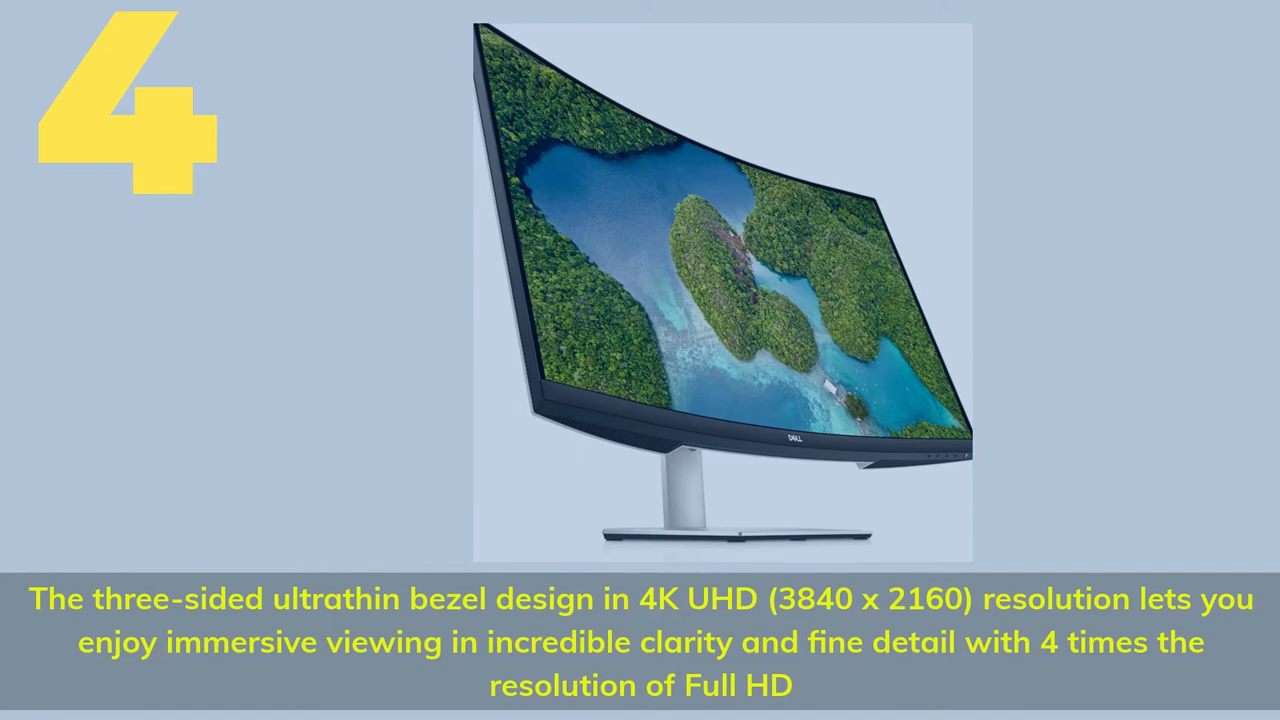 4
DELL
The three-sided ultrathin bezel design in 4K UHD (3840 x 2160) resolution lets you
enjoy immersive viewing in incredible clarity and fine detail with 4 times the
resolution of Full HD